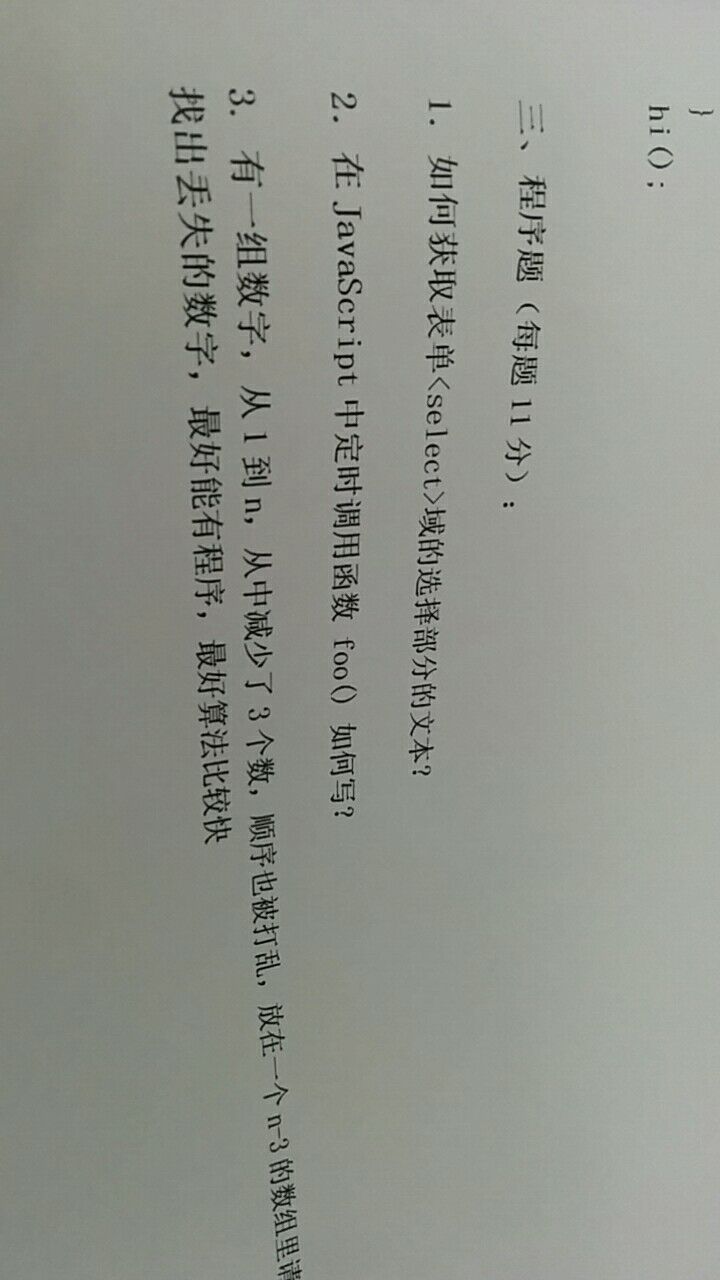 }
hi();
三、程序题（每题 11 分）：
1. 如何获取表单<select>域的选择部分的文本？
2. 在 JavaScript 中定时调用函数 foo() 如何写？
3. 有一组数字，从 1 到 n，从中减少了 3 个数，顺序也被打乱，放在一个 n-3 的数组里请
找出丢失的数字，最好能有程序，最好算法比较快